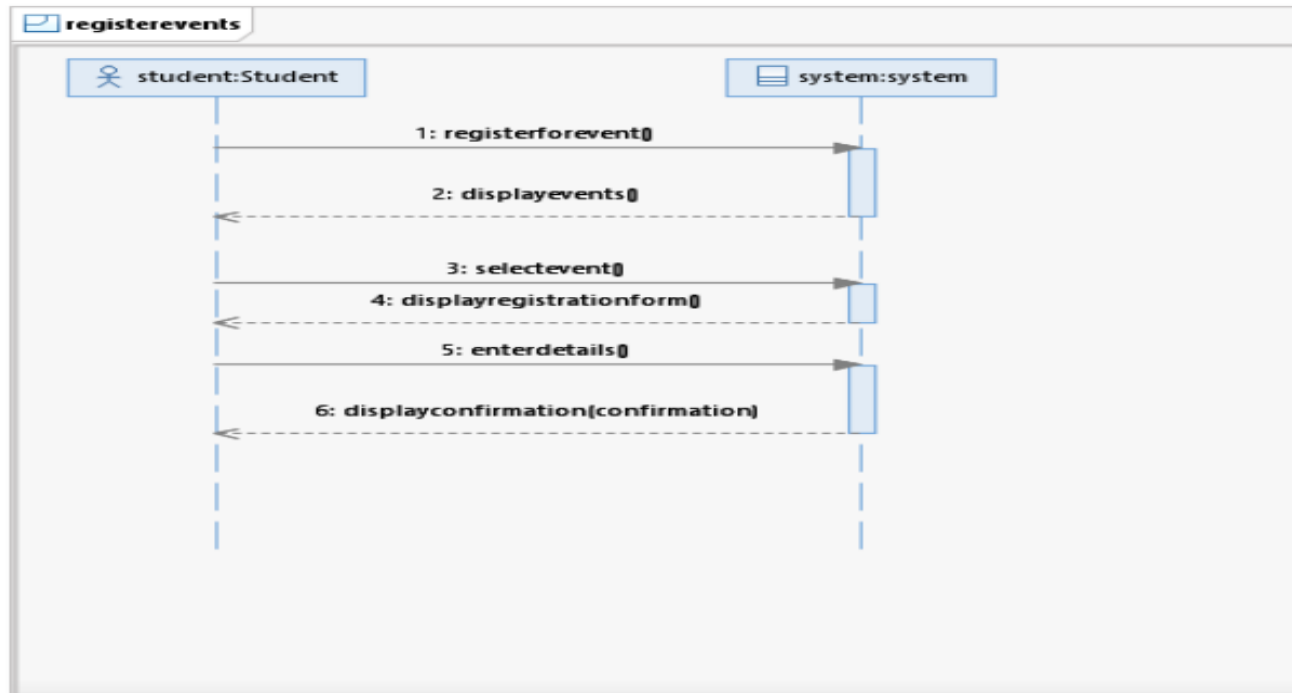 registerevents
student:Student
system:system
1: registerforevent()
2: displayevents()
3: selectevent()
4: displayregistrationform()
5: enterdetails()
6: displayconfirmation(confirmation)